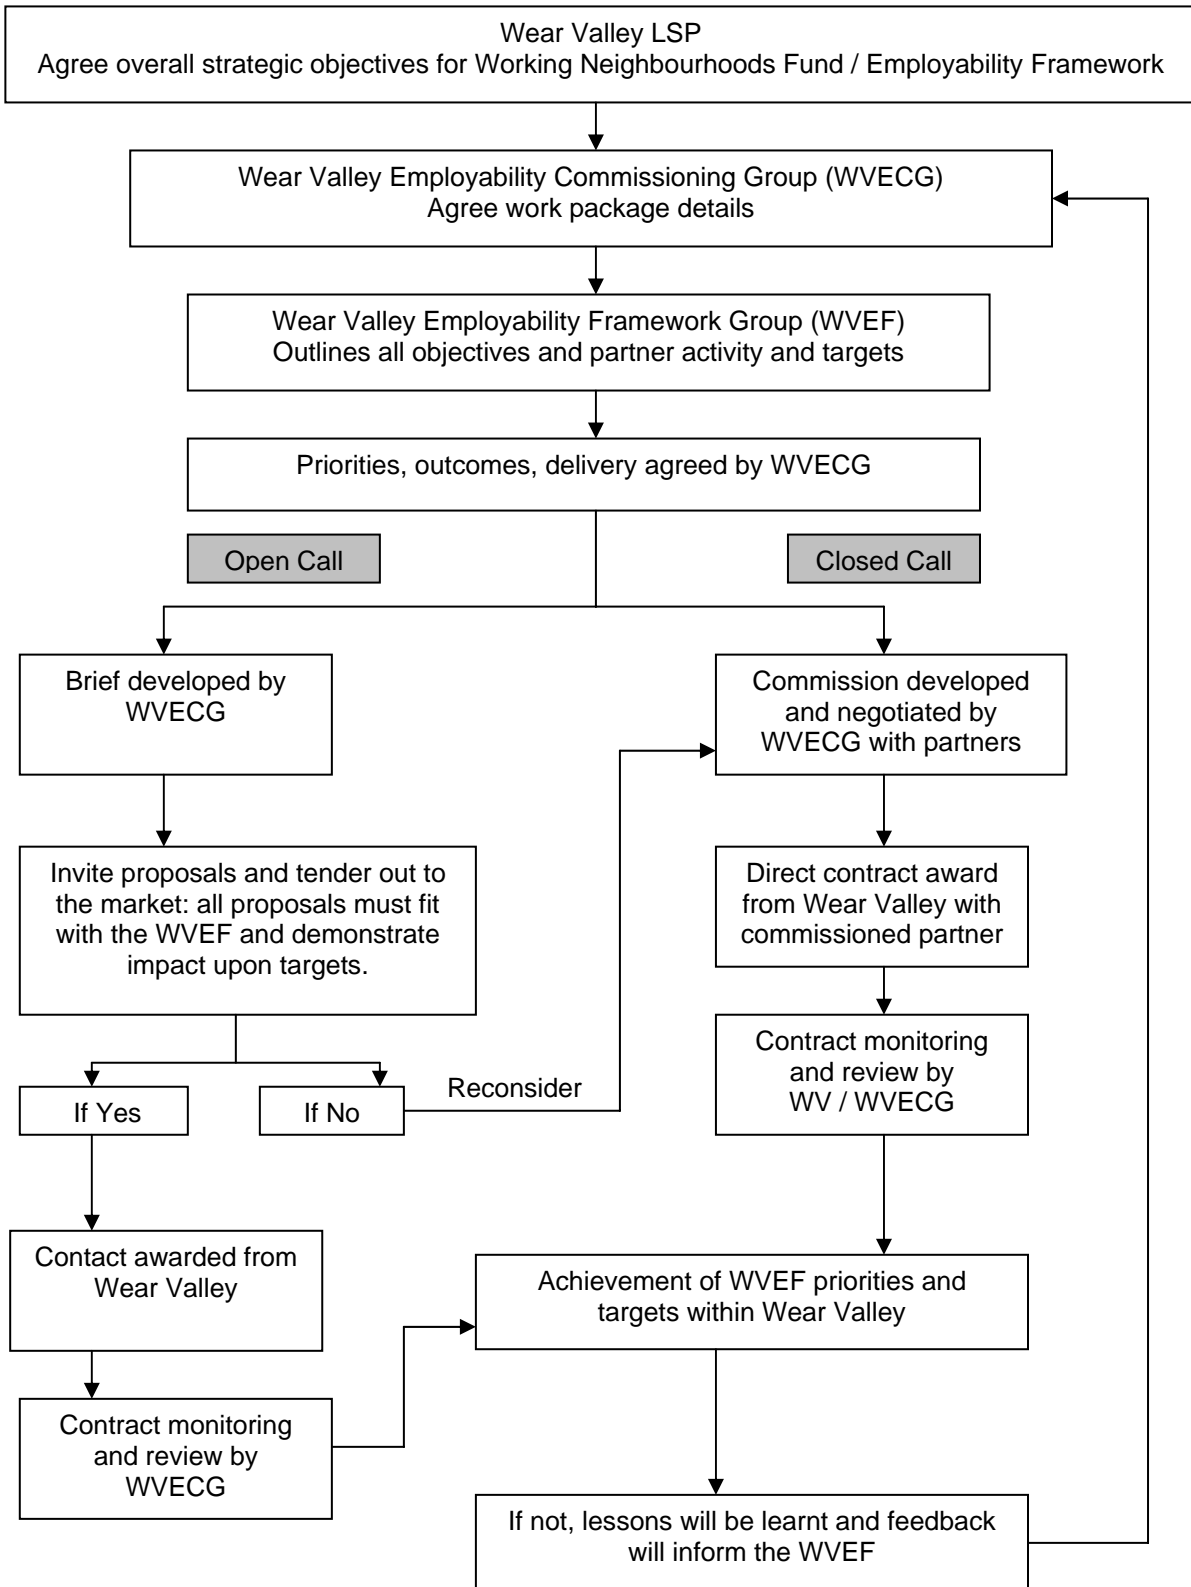 Wear Valley LSP
Agree overall strategic objectives for Working Neighbourhoods Fund / Employability Framework
Wear Valley Employability Commissioning Group (WVECG)
Agree work package details
Wear Valley Employability Framework Group (WVEF)
Outlines all objectives and partner activity and targets
Priorities, outcomes, delivery agreed by WVECG
Open Call
Closed Call
Brief developed by
WVECG
Commission developed
and negotiated by
WVECG with partners
Invite proposals and tender out to
the market: all proposals must fit
with the WVEF and demonstrate
impact upon targets.
Direct contract award
from Wear Valley with
commissioned partner
Contract monitoring
and review by
WV / WVECG
If Yes
If No
Reconsider
Contact awarded from
Wear Valley
Achievement of WVEF priorities and
targets within Wear Valley
Contract monitoring
and review by
WVECG
If not, lessons will be learnt and feedback
will inform the WVEF